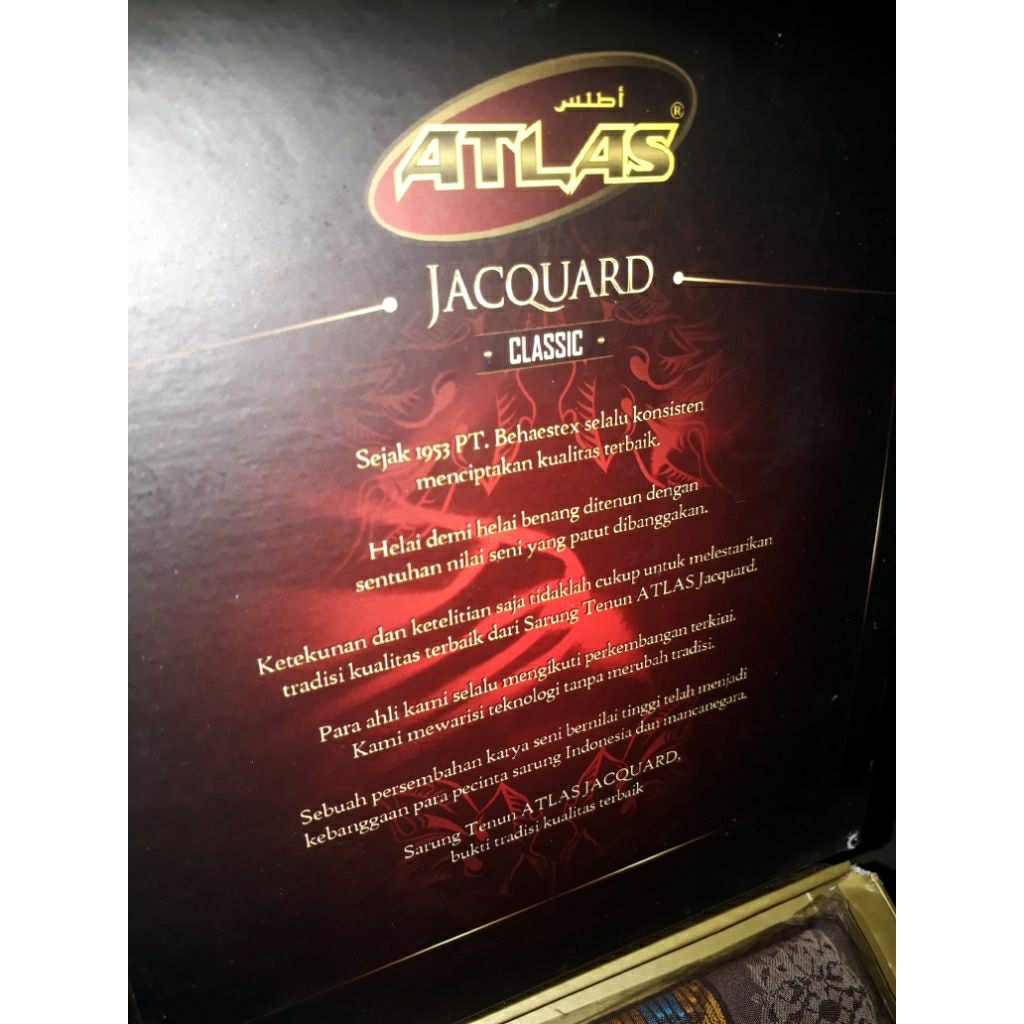 أطلس
ATLAS®
JACQUARD
CLASSIC
Sejak 1953 PT. Behaestex selalu konsisten
menciptakan kualitas terbaik.
Helai demi helai benang ditenun dengan
sentuhan nilai seni yang patut dibanggakan.
Ketekunan dan ketelitian saja tidaklah cukup untuk melestarikan
tradisi kualitas terbaik dari Sarung Tenun ATLAS Jacquard.
Para ahli kami selalu mengikuti perkembangan terkini.
Kami mewarisi teknologi tanpa merubah tradisi.
Sebuah persembahan karya seni bernilai tinggi telah menjadi
kebanggaan para pecinta sarung Indonesia dan mancanegara.
Sarung Tenun ATLAS JACQUARD,
bukti tradisi kualitas terbaik